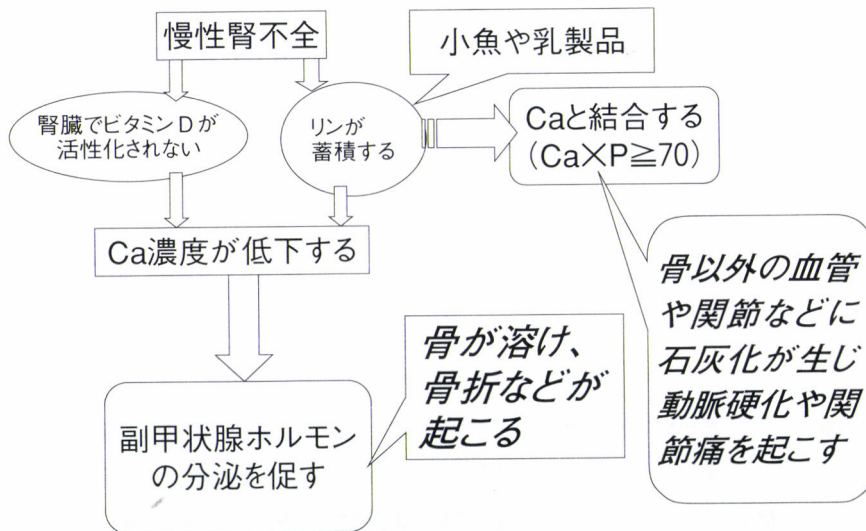 慢性腎不全
小魚や乳製品
腎臓でビタミンDが
活性化されない
リンが
蓄積する
Caと結合する
(Ca×P≧70)
Ca濃度が低下する
骨以外の血管
や関節などに
石灰化が生じ
動脈硬化や関
節痛を起こす
骨が溶け、
骨折などが
起こる
副甲状腺ホルモン
の分泌を促す